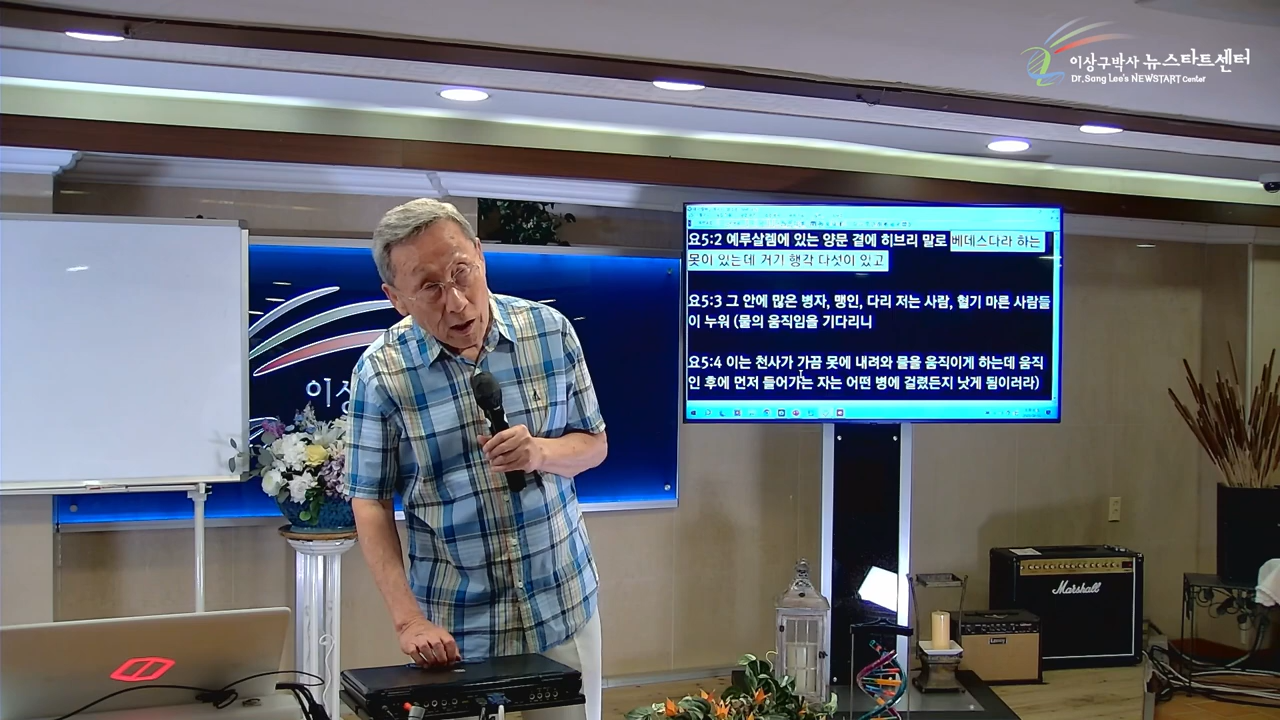 이상구박사 뉴스타트센터
Dr. Sang Lee's NEWSTART Center
요5:2 예루살렘에 있는 양문 곁에 히브리 말로 베데스다라 하는
못이 있는데 거기 행각 다섯이 있고
요5:3 그 안에 많은 병자, 맹인, 다리 저는 사람, 혈기 마른 사람들
이 누워 (물의 움직임을 기다리니
요5:4 이는 천사가 가끔 못에 내려와 물을 움직이게 하는데 움직
인 후에 먼저 들어가는 자는 어떤 병에 걸렸든지 낫게 됨이러라)
이상
Marshall
Laney